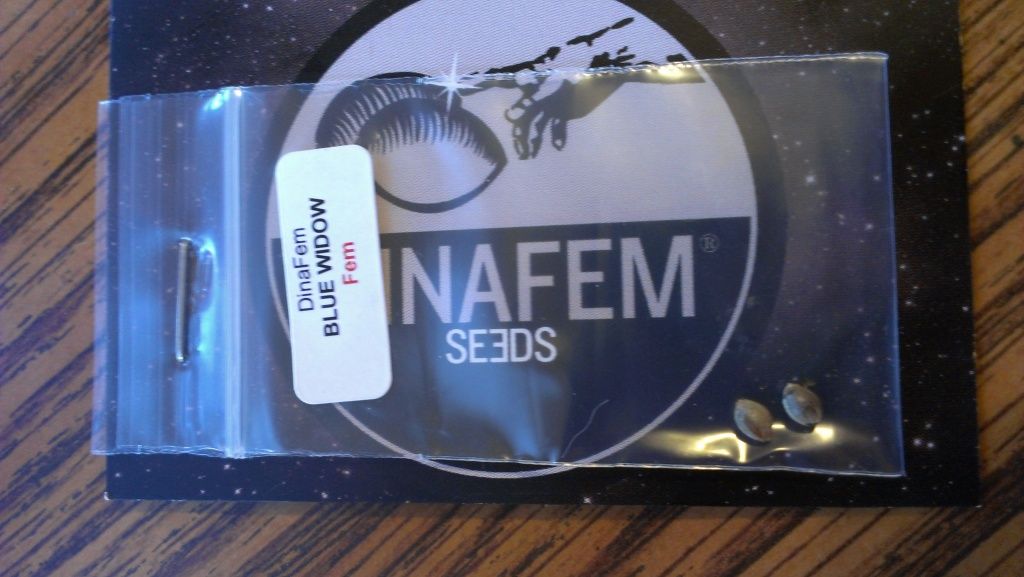 DinaFem
BLUE WIDOW
Fem
INAFEM®
SEEDS